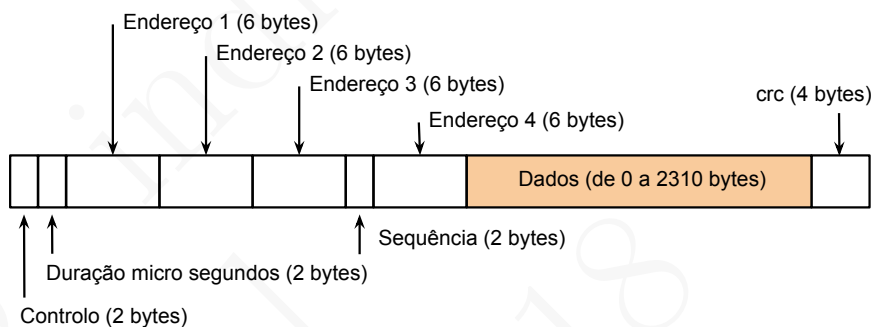 Endereço 1 (6 bytes)
Endereço 2 (6 bytes)
Endereço 3 (6 bytes)
crc (4 bytes)
Endereço 4 (6 bytes)
Dados (de 0 a 2310 bytes)
Sequência (2 bytes)
Duração micro segundos (2 bytes)
Controlo (2 bytes)